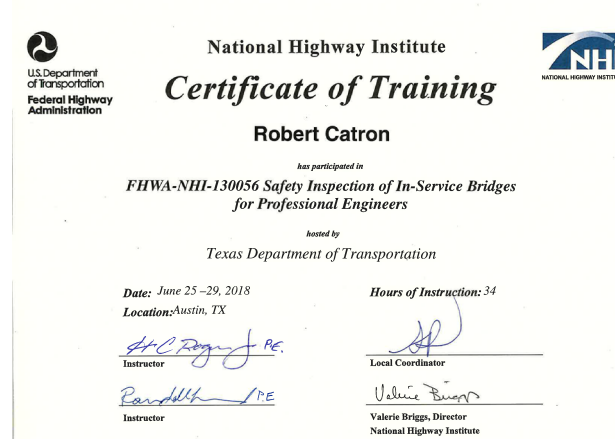 National Highway Institute
U.S. Department
of Transportation
Federal Highway
Administration
NH
NATIONAL HIGHWAY INSTIT
Certificate of Training
Robert Catron
has participated in
FHWA-NHI-130056 Safety Inspection of In-Service Bridges
for Professional Engineers
hosted by
Texas Department of Transportation
Date: June 25 –29, 2018
Hours of Instruction: 34
Location: Austin, TX
P.E.
Instructor
Local Coordinator
P.E
Valerie Briggs
Instructor
Valerie Briggs, Director
National Highway Institute